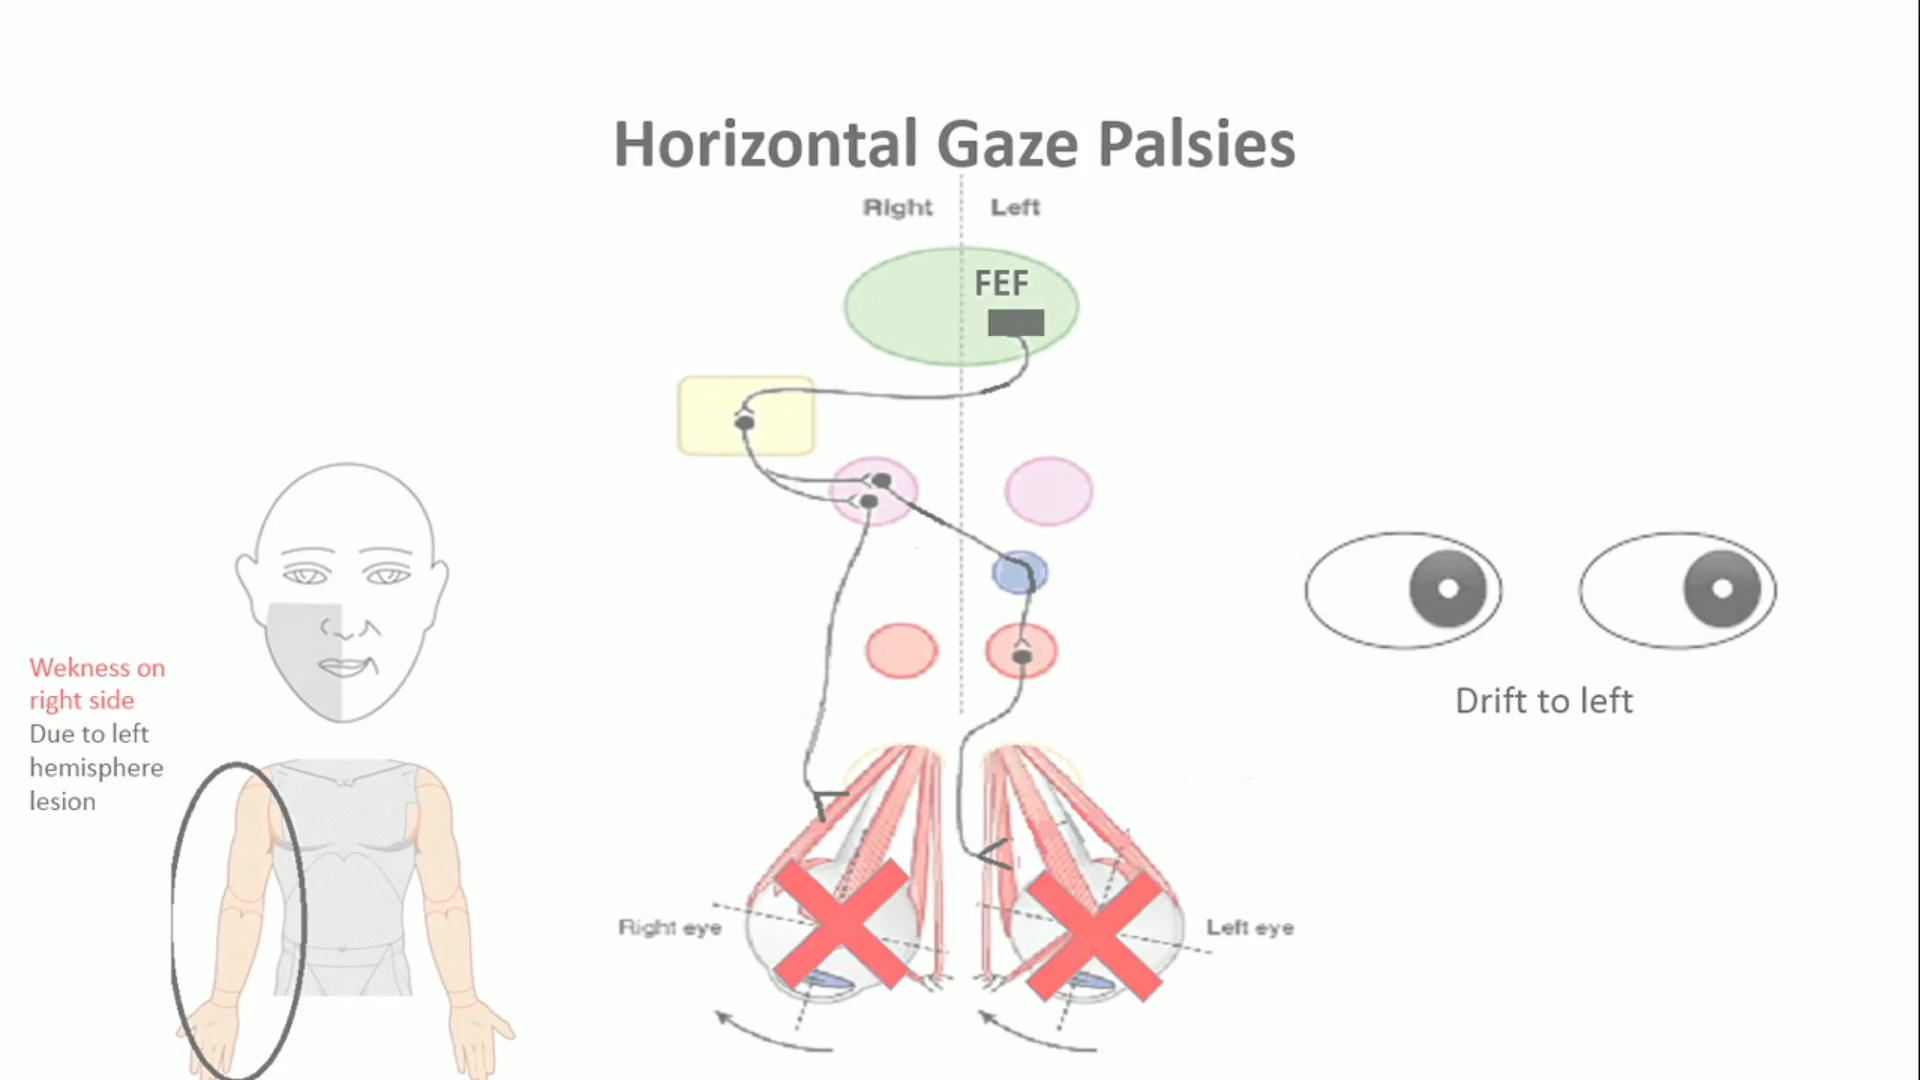 Horizontal Gaze Palsies
Right
Left
FEF
Wekness on
right side
Due to left
hemisphere
lesion
Drift to left
Right eye
Left eye